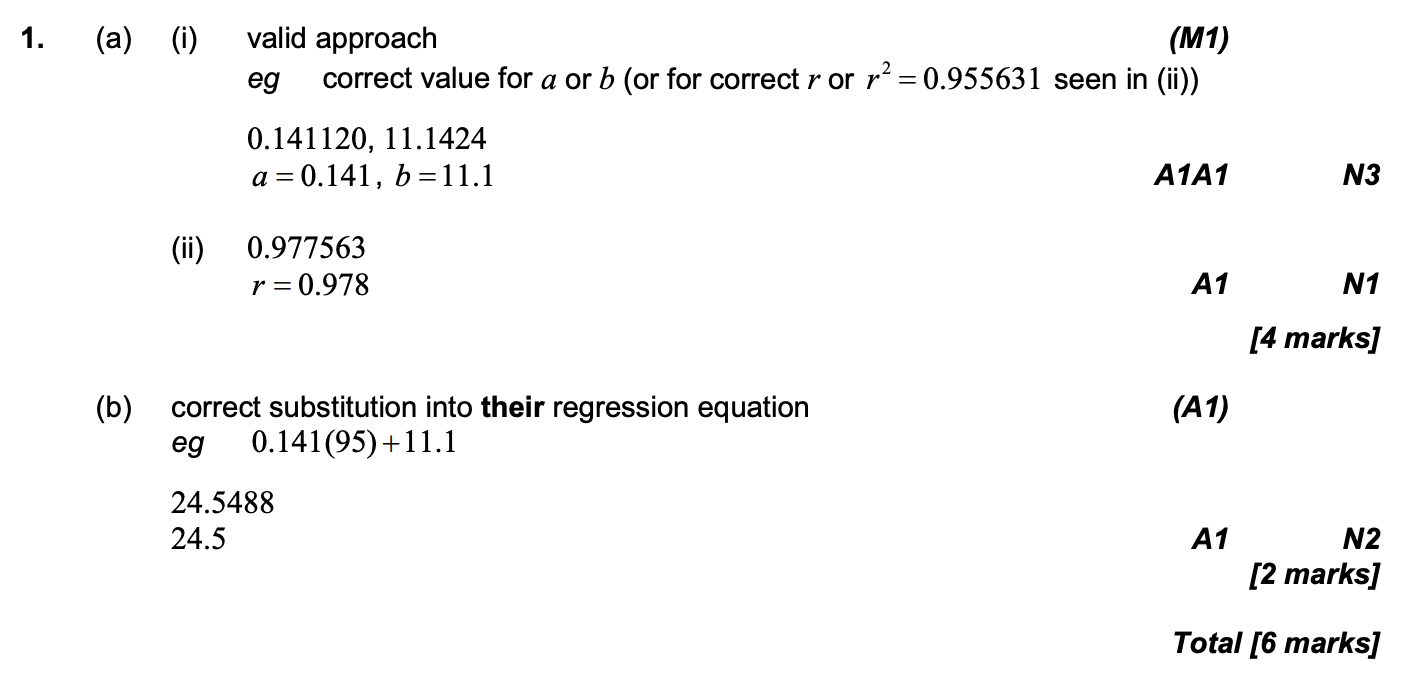 1. (a) (i) valid approach (M1)
eg correct value for a or b (or for correct r or r² = 0.955631 seen in (ii))
0.141120, 11.1424
a = 0.141, b = 11.1 A1A1 N3
(ii) 0.977563
r = 0.978 A1 N1
[4 marks]
(b) correct substitution into their regression equation (A1)
eg 0.141(95) + 11.1
24.5488
24.5 A1 N2
[2 marks]
Total [6 marks]